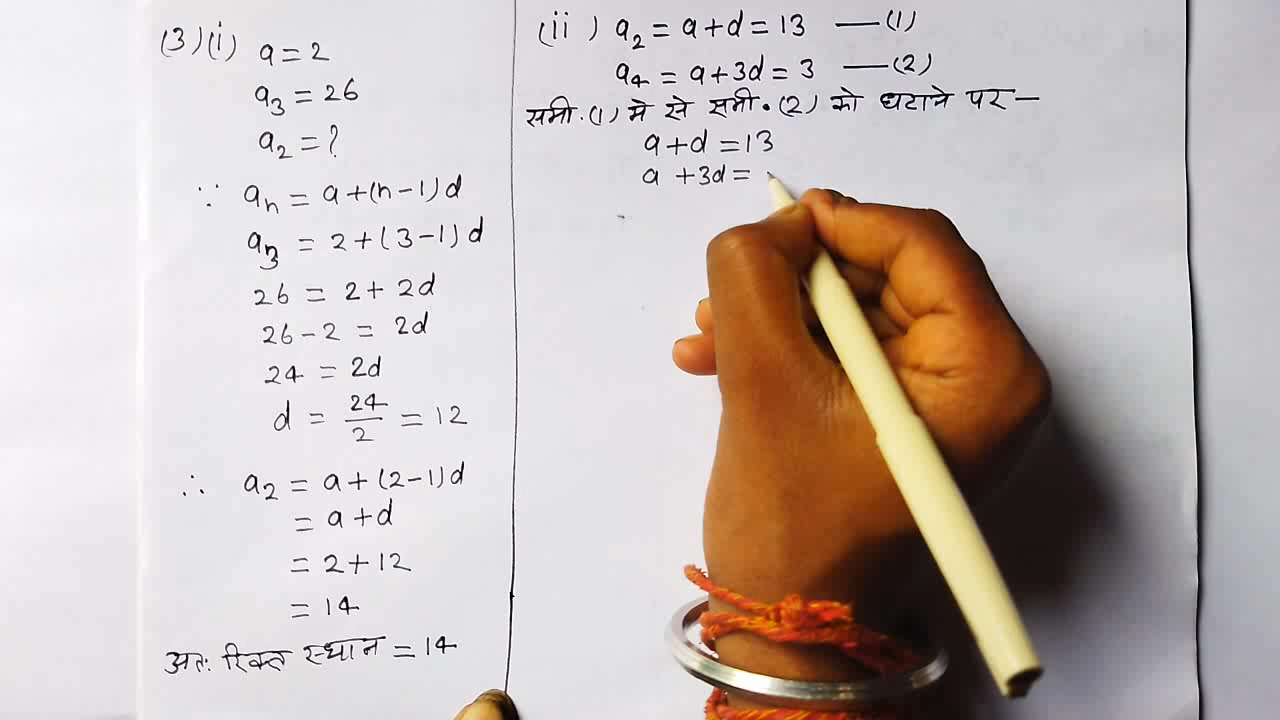 (3)(i) a=2
a₃ = 26
a₂ = ?
∵ aₙ = a+(n-1)d
a₃ = 2+(3-1)d
26 = 2+2d
26-2 = 2d
24 = 2d
d = 24/2 = 12
∴ a₂ = a+(2-1)d
= a+d
= 2+12
= 14
अतः रिक्त स्थान = 14
(ii) a₂ = a+d = 13 —(1)
a₄ = a+3d = 3 —(2)
समी.(1) मे से समी.(2) को घटाने पर-
a+d = 13
a +3d =